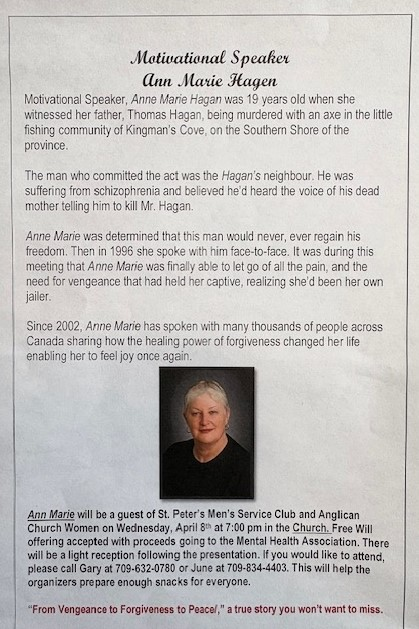 Motivational Speaker
Ann Marie Hagen
Motivational Speaker, Anne Marie Hagan was 19 years old when she
witnessed her father, Thomas Hagan, being murdered with an axe in the little
fishing community of Kingman's Cove, on the Southern Shore of the
province.
The man who committed the act was the Hagan's neighbour. He was
suffering from schizophrenia and believed he'd heard the voice of his dead
mother telling him to kill Mr. Hagan.
Anne Marie was determined that this man would never, ever regain his
freedom. Then in 1996 she spoke with him face-to-face. It was during this
meeting that Anne Marie was finally able to let go of all the pain, and the
need for vengeance that had held her captive, realizing she'd been her own
jailer.
Since 2002, Anne Marie has spoken with many thousands of people across
Canada sharing how the healing power of forgiveness changed her life
enabling her to feel joy once again.
Ann Marie will be a guest of St. Peter's Men's Service Club and Anglican
Church Women on Wednesday, April 8th at 7:00 pm in the Church. Free Will
offering accepted with proceeds going to the Mental Health Association. There
will be a light reception following the presentation. If you would like to attend,
please call Gary at 709-632-0780 or June at 709-834-4403. This will help the
organizers prepare enough snacks for everyone.
"From Vengeance to Forgiveness to Peace/," a true story you won't want to miss.